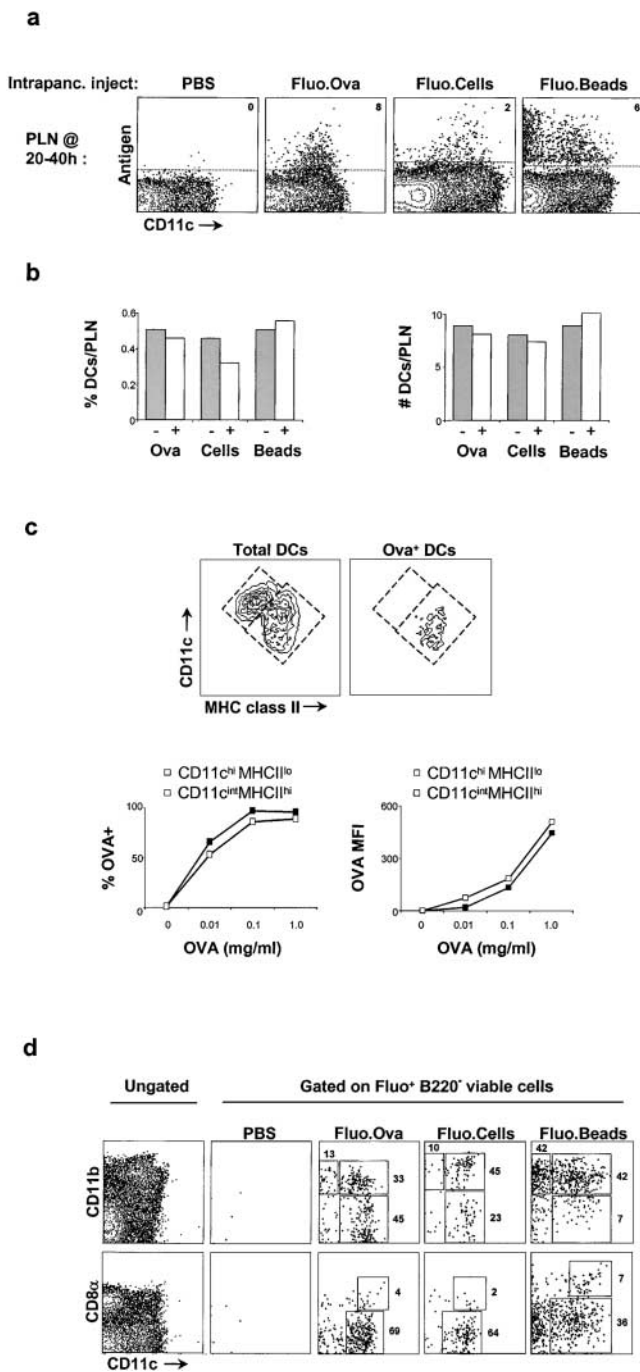 a
Intrapanc. inject: PBS Fluo.Ova Fluo.Cells Fluo.Beads
0 8 2 6
PLN @
20-40h :
Antigen
CD11c →
b
0.6
0.4
0.2
0
% DCs/PLN
- + - + - +
Ova Cells Beads
10
5
0
# DCs/PLN
- + - + - +
Ova Cells Beads
c
Total DCs Ova⁺ DCs
CD11c →
MHC class II →
CD11cʰⁱ MHCIIˡᵒ
CD11cⁱⁿᵗMHCIIʰⁱ
100
50
0
% OVA+
0 0.01 0.1 1.0
OVA (mg/ml)
CD11cʰⁱ MHCIIˡᵒ
CD11cⁱⁿᵗMHCIIʰⁱ
600
300
0
OVA MFI
0 0.01 0.1 1.0
OVA (mg/ml)
d
Ungated Gated on Fluo⁺ B220⁻ viable cells
PBS Fluo.Ova Fluo.Cells Fluo.Beads
CD11b
13 10 42
33 45 42
45 23 7
CD8α
4 2 7
69 64 36
CD11c →